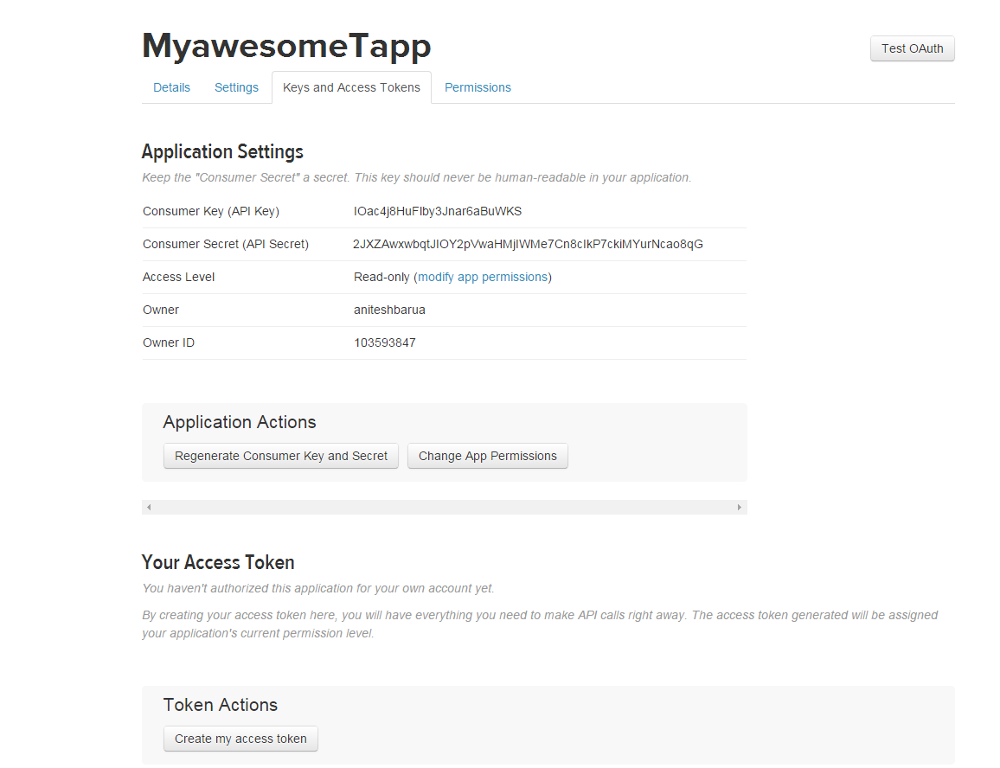 MyawesomeTapp
Test OAuth
Details Settings Keys and Access Tokens Permissions
Application Settings
Keep the "Consumer Secret" a secret. This key should never be human-readable in your application.
Consumer Key (API Key)
Consumer Secret (API Secret)
Access Level Read-only (modify app permissions)
Owner aniteshbarua
Owner ID 103593847
Application Actions
Regenerate Consumer Key and Secret Change App Permissions
Your Access Token
You haven't authorized this application for your own account yet.
By creating your access token here, you will have everything you need to make API calls right away. The access token generated will be assigned
your application's current permission level.
Token Actions
Create my access token